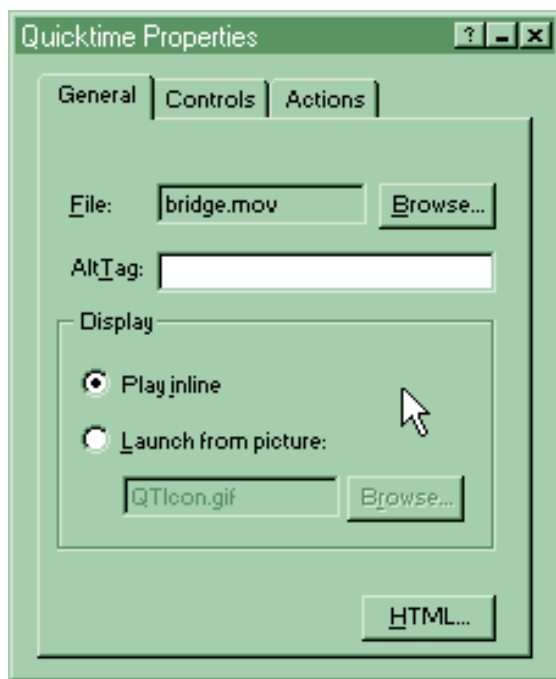 Quicktime Properties
General Controls Actions
File: bridge.mov Browse...
AltTag:
Display
Play inline
Launch from picture:
QTIcon.gif Browse...
HTML...